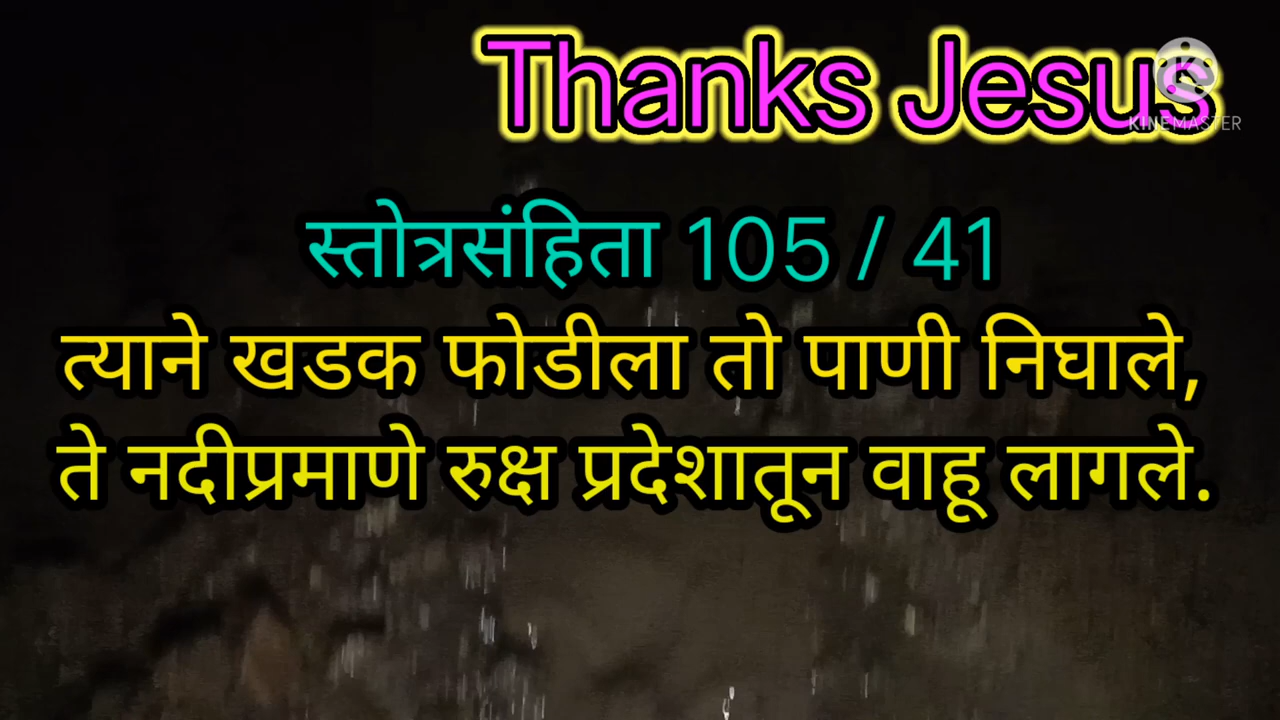 Thanks Jesus
KINEMASTER
स्तोत्रसंहिता 105 / 41
त्याने खडक फोडीला तो पाणी निघाले,
ते नदीप्रमाणे रुक्ष प्रदेशातून वाहू लागले.